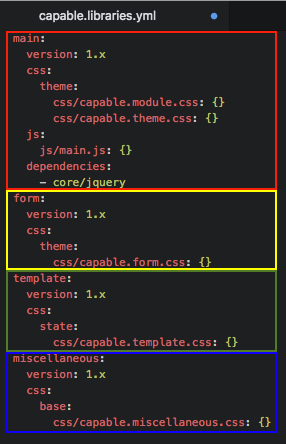 capable.libraries.yml
main:
  version: 1.x
  css:
    theme:
      css/capable.module.css: {}
      css/capable.theme.css: {}
  js:
    js/main.js: {}
  dependencies:
    - core/jquery
form:
  version: 1.x
  css:
    theme:
      css/capable.form.css: {}
template:
  version: 1.x
  css:
    state:
      css/capable.template.css: {}
miscellaneous:
  version: 1.x
  css:
    base:
      css/capable.miscellaneous.css: {}